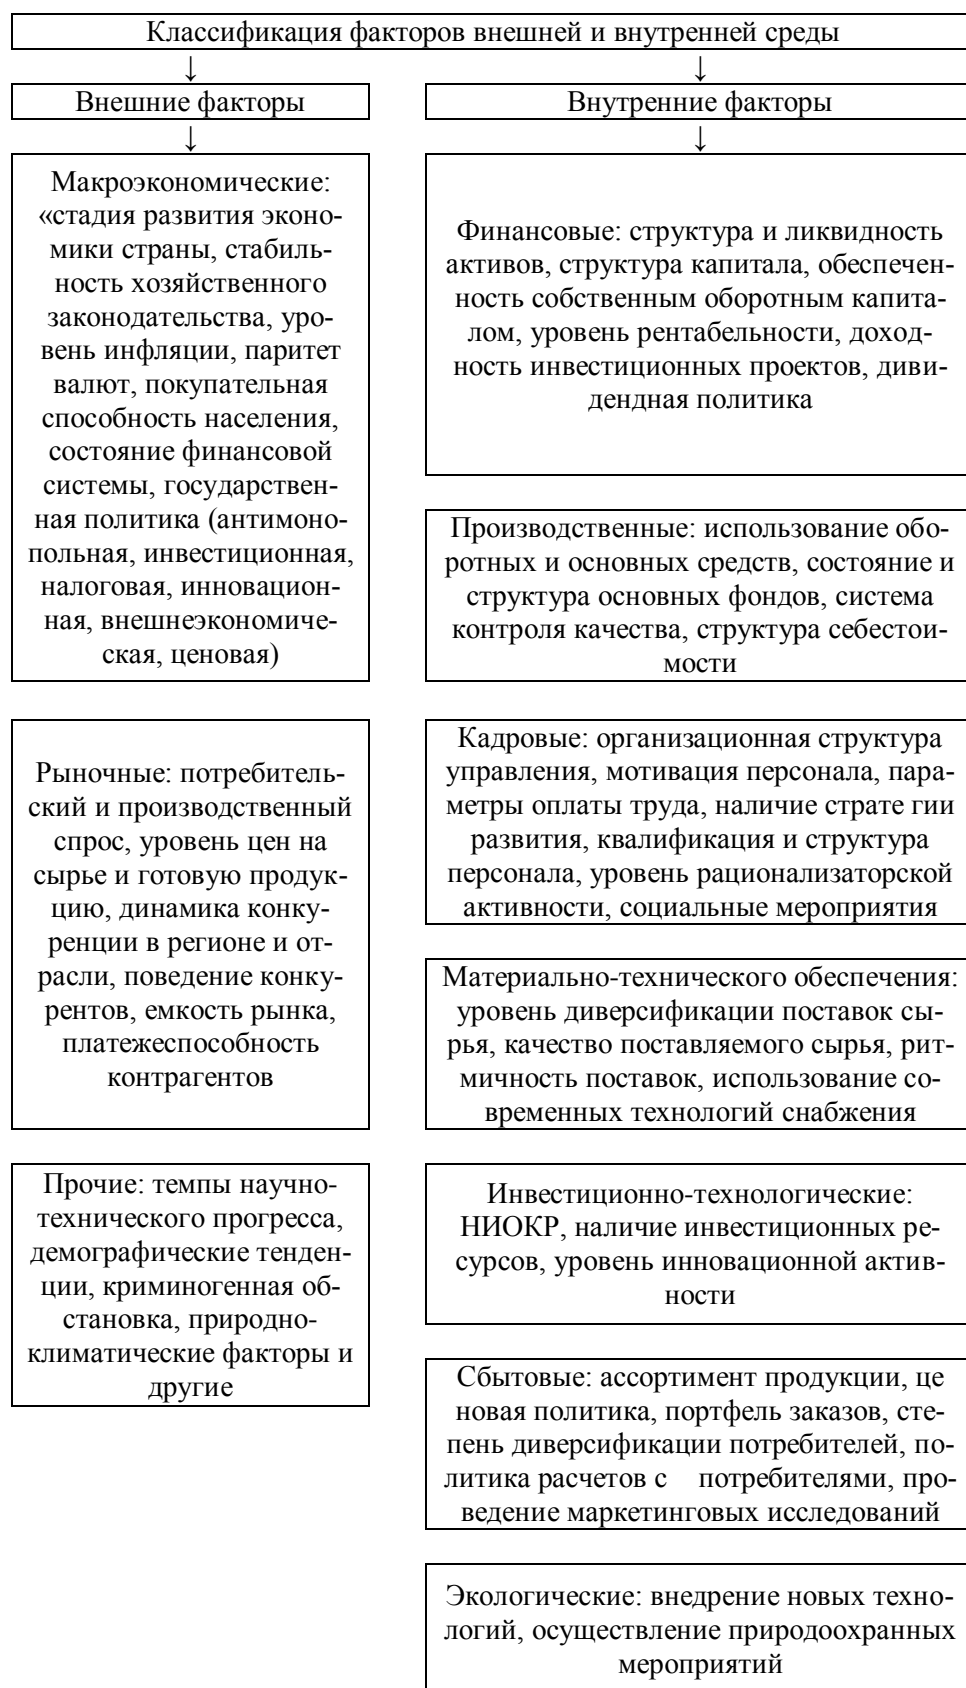 Классификация факторов внешней и внутренней среды
↓
↓
Внешние факторы
Внутренние факторы
↓
↓
Макроэкономические:
«стадия развития эконо-
мики страны, стабиль-
ность хозяйственного
законодательства, уро-
вень инфляции, паритет
валют, покупательная
способность населения,
состояние финансовой
системы, государствен-
ная политика (антимоно-
польная, инвестиционная,
налоговая, инновацион-
ная, внешнеэкономиче-
ская, ценовая)
Рыночные: потребитель-
ский и производственный
спрос, уровень цен на
сырье и готовую продук-
цию, динамика конку-
ренции в регионе и от-
расли, поведение конку-
рентов, емкость рынка,
платежеспособность
контрагентов
Прочие: темпы научно-
технического прогресса,
демографические тенден-
ции, криминогенная об-
становка, природно-
климатические факторы и
другие
Финансовые: структура и ликвидность
активов, структура капитала, обеспечен-
ность собственным оборотным капита-
лом, уровень рентабельности, доход-
ность инвестиционных проектов, диви-
дендная политика
Производственные: использование обо-
ротных и основных средств, состояние и
структура основных фондов, система
контроля качества, структура себестои-
мости
Кадровые: организационная структура
управления, мотивация персонала, пара-
метры оплаты труда, наличие страте гии
развития, квалификация и структура
персонала, уровень рационализаторской
активности, социальные мероприятия
Материально-технического обеспечения:
уровень диверсификации поставок сы-
рья, качество поставляемого сырья, рит-
мичность поставок, использование со-
временных технологий снабжения
Инвестиционно-технологические:
НИОКР, наличие инвестиционных ре-
сурсов, уровень инновационной актив-
ности
Сбытовые: ассортимент продукции, це
новая политика, портфель заказов, сте-
пень диверсификации потребителей, по-
литика расчетов с потребителями, про-
ведение маркетинговых исследований
Экологические: внедрение новых техно-
логий, осуществление природоохранных
мероприятий